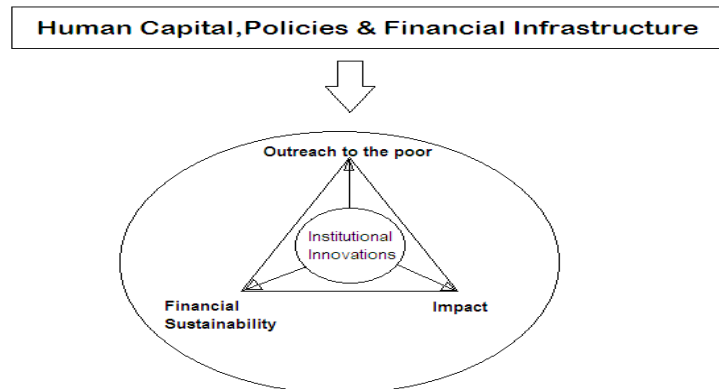 Human Capital,Policies & Financial Infrastructure
Outreach to the poor
Institutional
Innovations
Financial
Sustainability
Impact